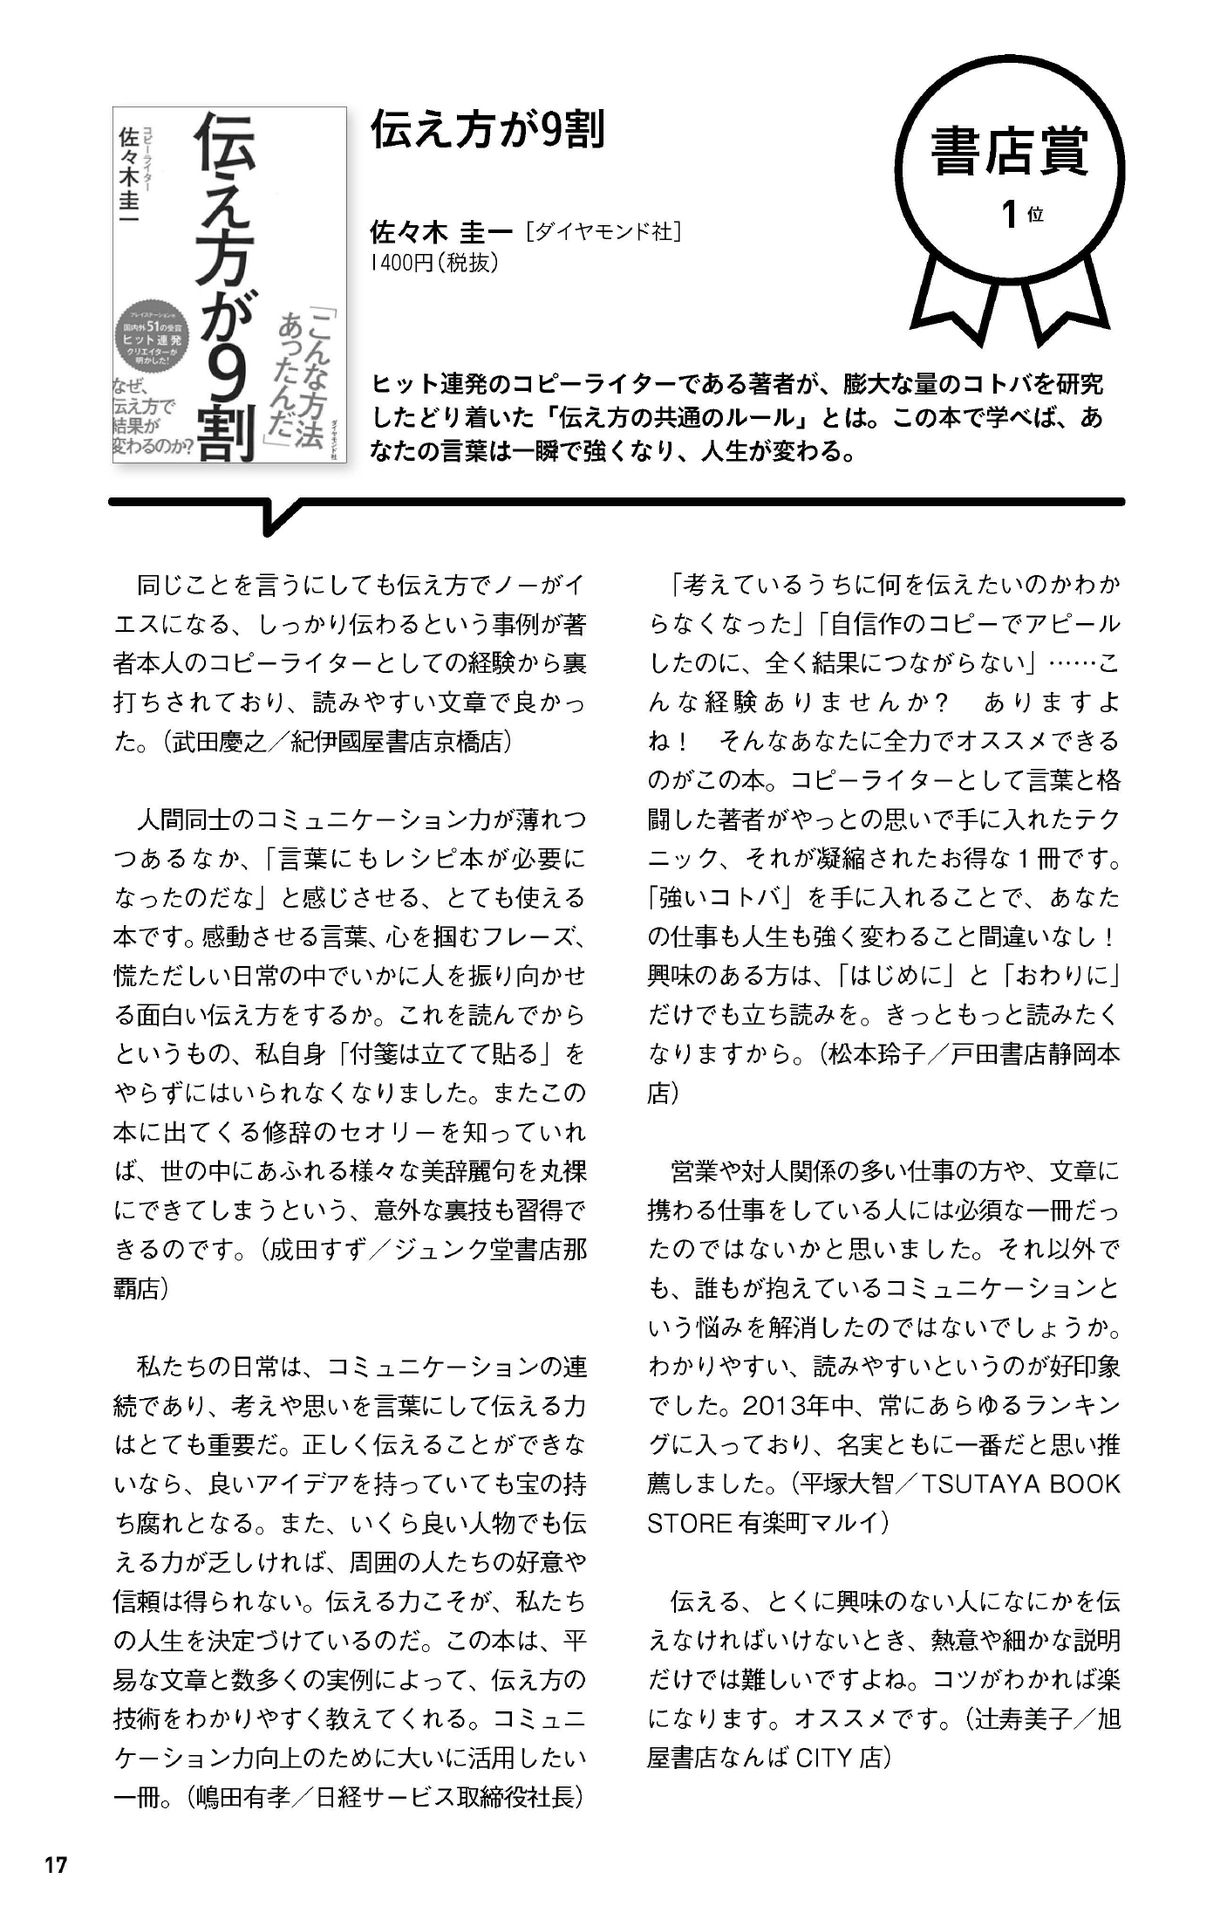 伝え方が9割
コピーライター
佐々木圭一
「こんな方法
あったんだ」
ダイヤモンド社
プレイステーションの
国内外51の受賞
ヒット連発
クリエイターが
明かした!
なぜ、
伝え方で
結果が
変わるのか?
伝え方が9割
佐々木 圭一［ダイヤモンド社］
1400円(税抜)
書店賞
1位
ヒット連発のコピーライターである著者が、膨大な量のコトバを研究
したどり着いた「伝え方の共通のルール」とは。この本で学べば、あ
なたの言葉は一瞬で強くなり、人生が変わる。
同じことを言うにしても伝え方でノーがイ
エスになる、しっかり伝わるという事例が著
者本人のコピーライターとしての経験から裏
打ちされており、読みやすい文章で良かっ
た。（武田慶之／紀伊國屋書店京橋店）
人間同士のコミュニケーション力が薄れつ
つあるなか、「言葉にもレシピ本が必要に
なったのだな」と感じさせる、とても使える
本です。感動させる言葉、心を掴むフレーズ、
慌ただしい日常の中でいかに人を振り向かせ
る面白い伝え方をするか。これを読んでから
というもの、私自身「付箋は立てて貼る」を
やらずにはいられなくなりました。またこの
本に出てくる修辞のセオリーを知っていれ
ば、世の中にあふれる様々な美辞麗句を丸裸
にできてしまうという、意外な裏技も習得で
きるのです。（成田すず／ジュンク堂書店那
覇店）
私たちの日常は、コミュニケーションの連
続であり、考えや思いを言葉にして伝える力
はとても重要だ。正しく伝えることができな
いなら、良いアイデアを持っていても宝の持
ち腐れとなる。また、いくら良い人物でも伝
える力が乏しければ、周囲の人たちの好意や
信頼は得られない。伝える力こそが、私たち
の人生を決定づけているのだ。この本は、平
易な文章と数多くの実例によって、伝え方の
技術をわかりやすく教えてくれる。コミュニ
ケーション力向上のために大いに活用したい
一冊。（嶋田有孝／日経サービス取締役社長）
「考えているうちに何を伝えたいのかわか
らなくなった」「自信作のコピーでアピール
したのに、全く結果につながらない」……こ
んな経験ありませんか?　ありますよ
ね！　そんなあなたに全力でオススメできる
のがこの本。コピーライターとして言葉と格
闘した著者がやっとの思いで手に入れたテク
ニック、それが凝縮されたお得な1冊です。
「強いコトバ」を手に入れることで、あなた
の仕事も人生も強く変わること間違いなし！
興味のある方は、「はじめに」と「おわりに」
だけでも立ち読みを。きっともっと読みたく
なりますから。（松本玲子／戸田書店静岡本
店）
営業や対人関係の多い仕事の方や、文章に
携わる仕事をしている人には必須な一冊だっ
たのではないかと思いました。それ以外で
も、誰もが抱えているコミュニケーションと
いう悩みを解消したのではないでしょうか。
わかりやすい、読みやすいというのが好印象
でした。2013年中、常にあらゆるランキン
グに入っており、名実ともに一番だと思い推
薦しました。（平塚大智／TSUTAYA BOOK
STORE 有楽町マルイ）
伝える、とくに興味のない人になにかを伝
えなければいけないとき、熱意や細かな説明
だけでは難しいですよね。コツがわかれば楽
になります。オススメです。（辻寿美子／旭
屋書店なんば CITY 店）
17